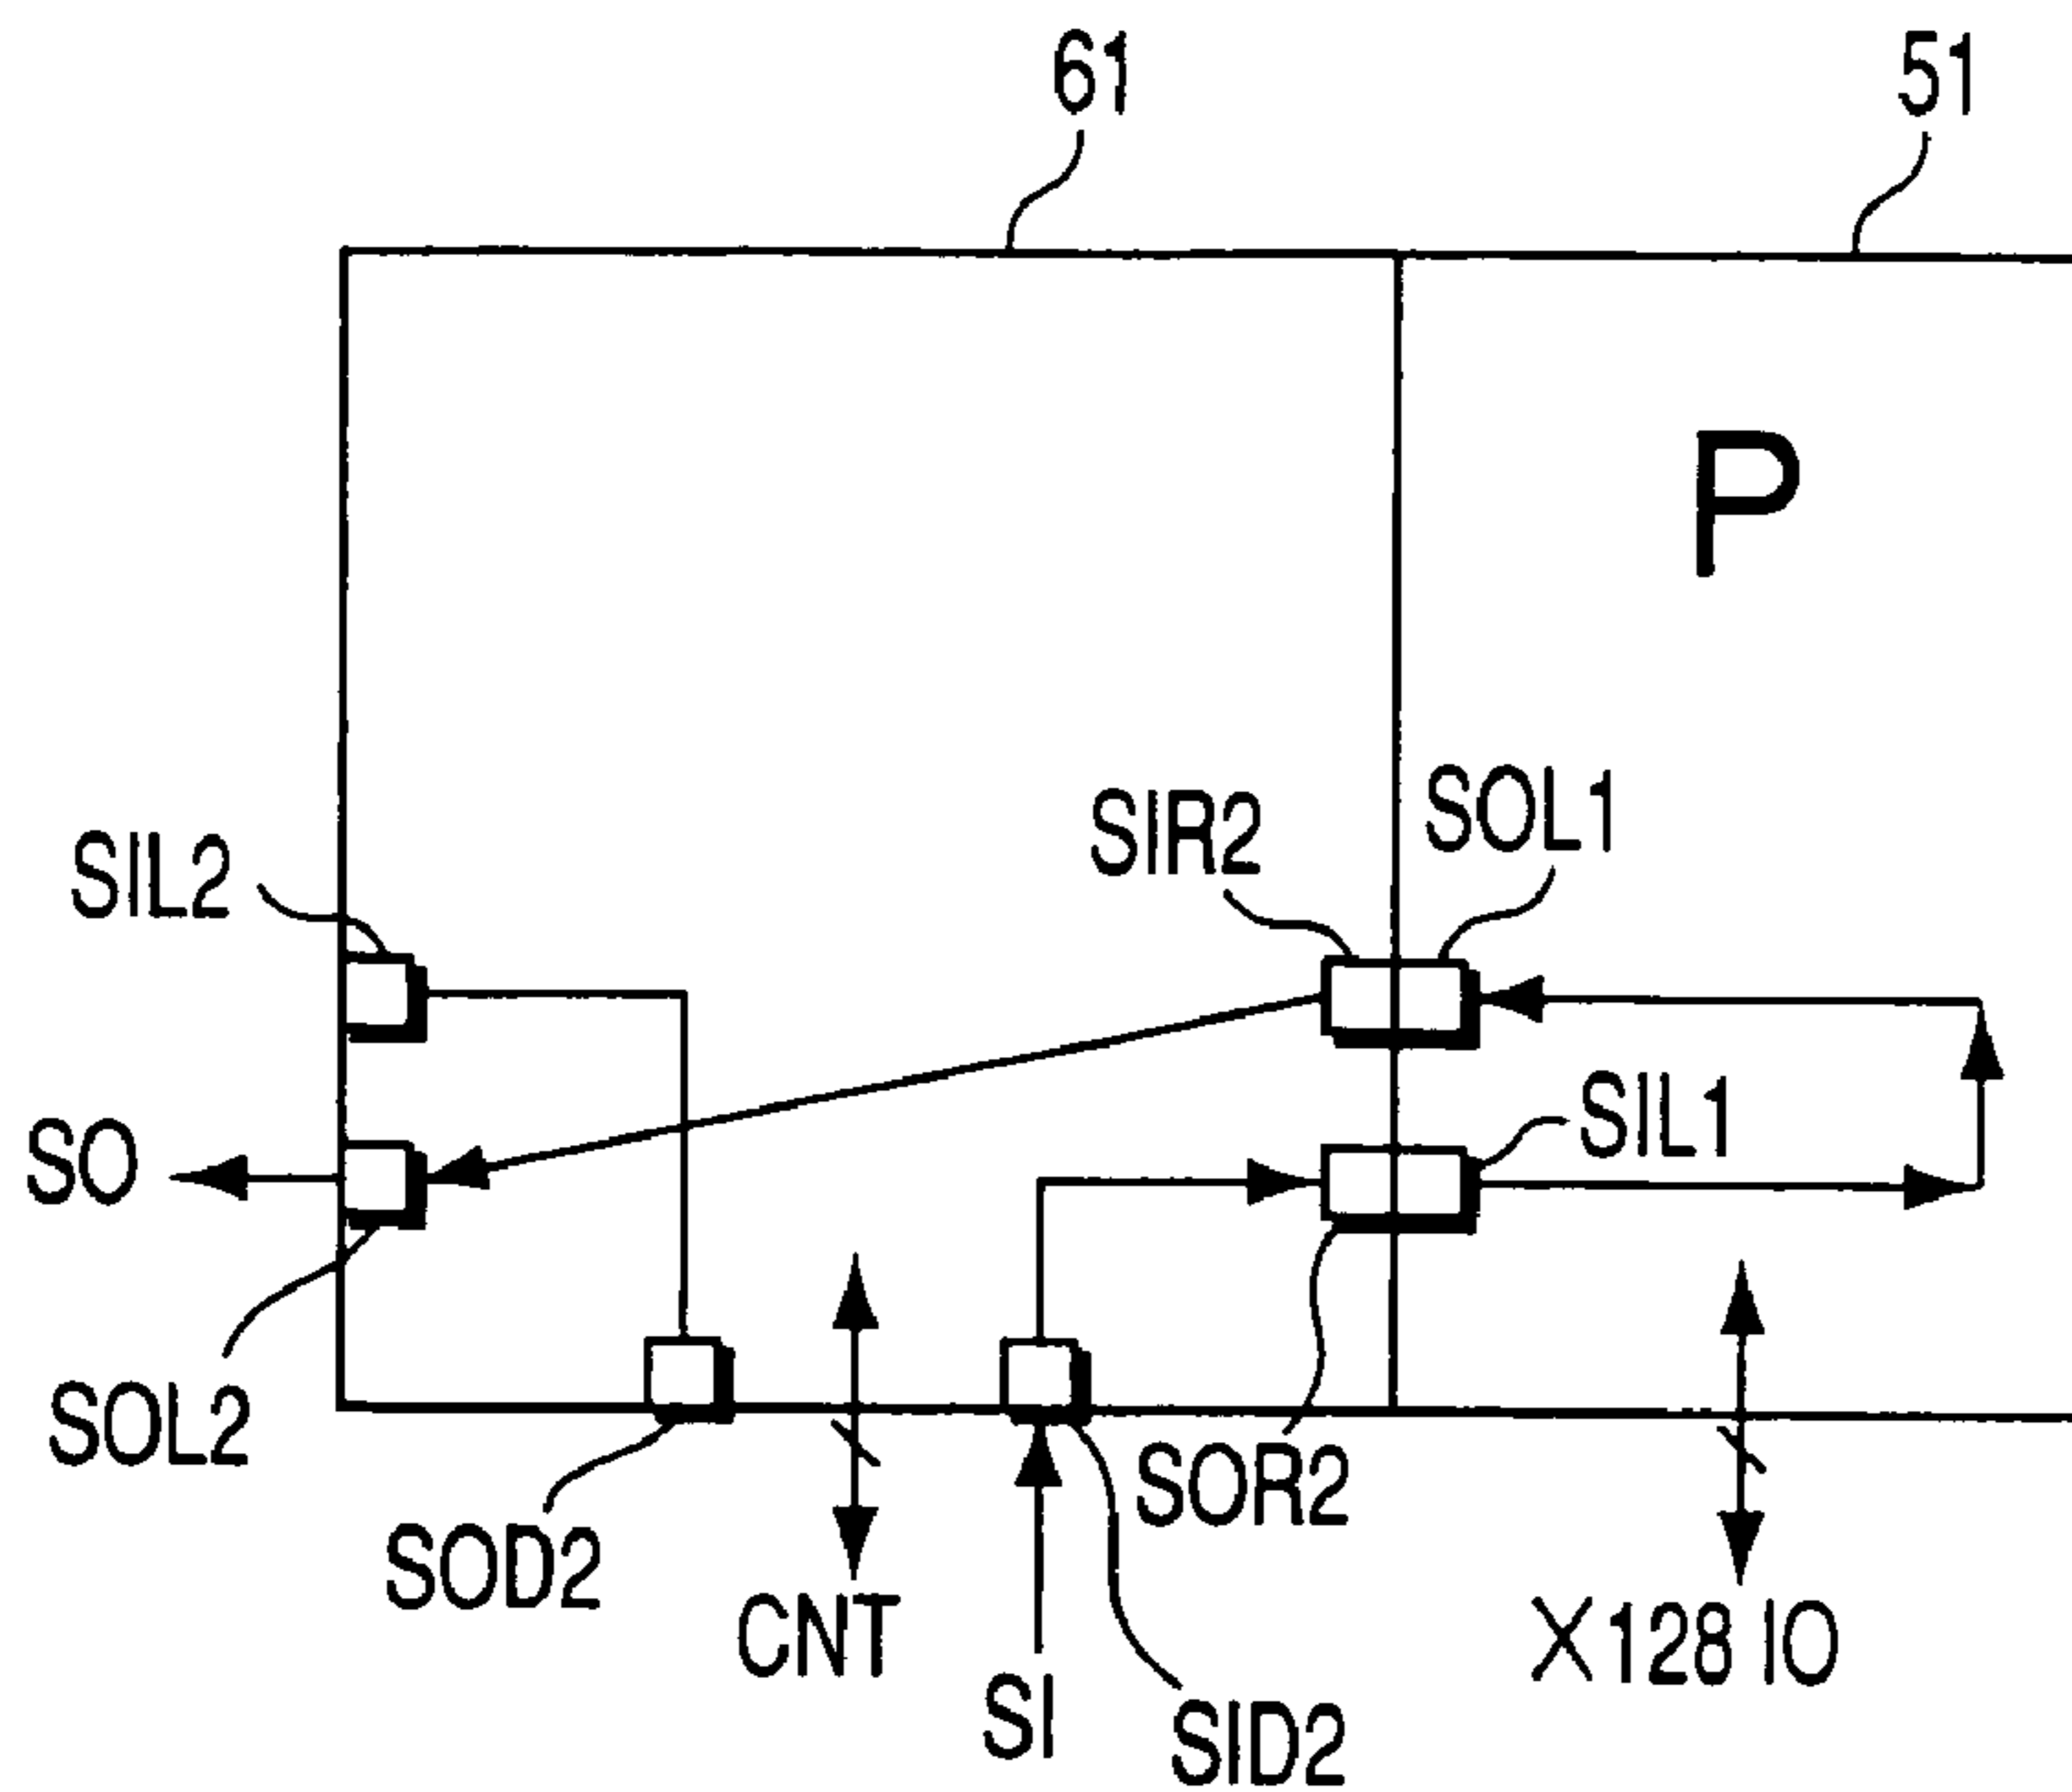 61
51
P
SIR2
SOL1
SIL2
SIL1
SO
SOL2
SOR2
SOD2
CNT
X128 IO
SI
SID2